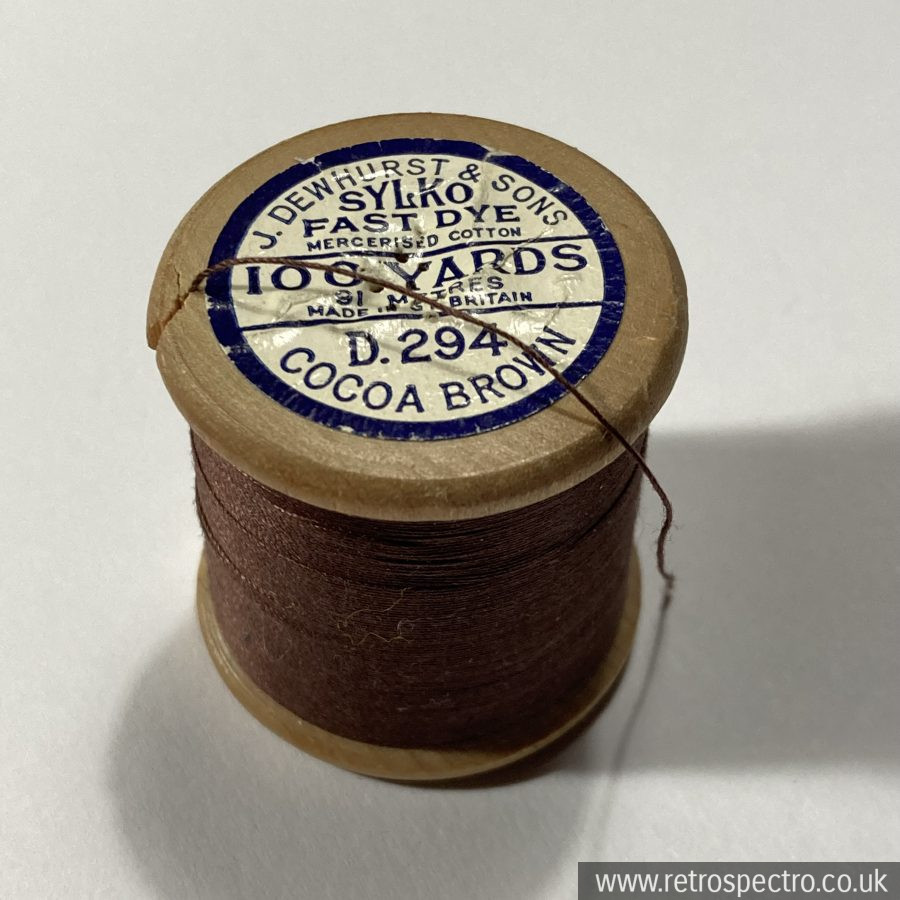 J. DEWHURST & SONS
SYLKO
FAST DYE
MERCERISED COTTON
100 YARDS
91 METRES
MADE IN GT BRITAIN
D.294
COCOA BROWN
www.retrospectro.co.uk